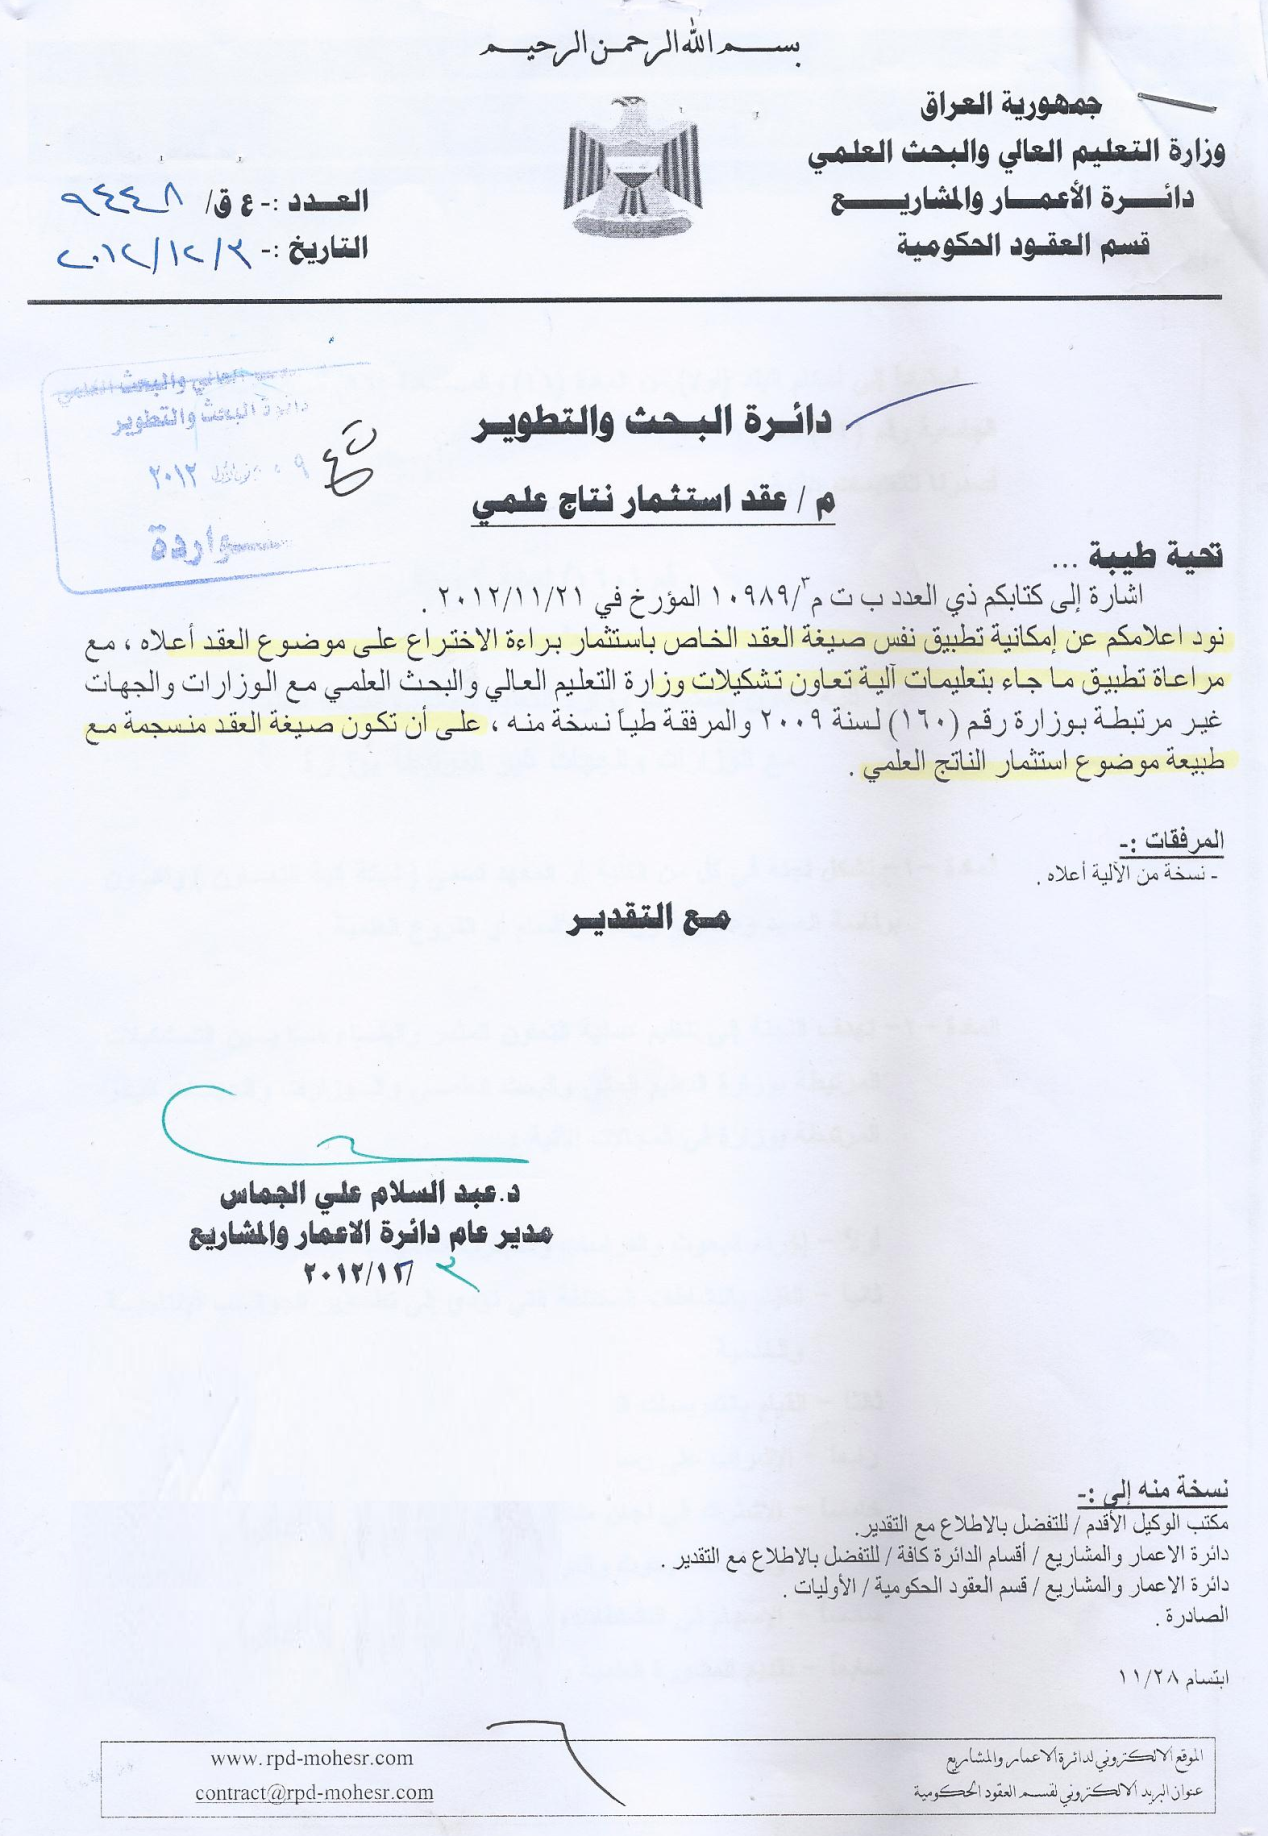 بسم الله الرحمن الرحيم
جمهورية العراق
وزارة التعليم العالي والبحث العلمي
دائرة الأعمار والمشاريع
قسم العقود الحكومية
العدد :- ع ق/ ٩٤٤٨
التاريخ :- ٢٠١٢/١٢/٢
العالي والبحث العلمي
دائرة البحث والتطوير
٢٠١٢
واردة
دائرة البحث والتطوير
م / عقد استثمار نتاج علمي
تحية طيبة ...
اشارة إلى كتابكم ذي العدد ب ت م٣/١٠٩٨٩ المؤرخ في ٢٠١٢/١١/٢١ .
نود اعلامكم عن إمكانية تطبيق نفس صيغة العقد الخاص باستثمار براءة الاختراع على موضوع العقد أعلاه ، مع
مراعاة تطبيق ما جاء بتعليمات آلية تعاون تشكيلات وزارة التعليم العالي والبحث العلمي مع الوزارات والجهات
غير مرتبطة بوزارة رقم (١٦٠) لسنة ٢٠٠٩ والمرفقة طياً نسخة منه ، على أن تكون صيغة العقد منسجمة مع
طبيعة موضوع استثمار الناتج العلمي .
المرفقات :-
- نسخة من الآلية أعلاه .
مع التقدير
د.عبد السلام علي الجماس
مدير عام دائرة الاعمار والمشاريع
٢٠١٢/١٢/٢
نسخة منه إلى :-
مكتب الوكيل الأقدم / للتفضل بالاطلاع مع التقدير.
دائرة الاعمار والمشاريع / أقسام الدائرة كافة / للتفضل بالاطلاع مع التقدير .
دائرة الاعمار والمشاريع / قسم العقود الحكومية / الأوليات .
الصادرة .
ابتسام ١١/٢٨
الموقع الالكتروني لدائرة الاعمار والمشاريع www.rpd-mohesr.com
عنوان البريد الالكتروني لقسم العقود الحكومية contract@rpd-mohesr.com